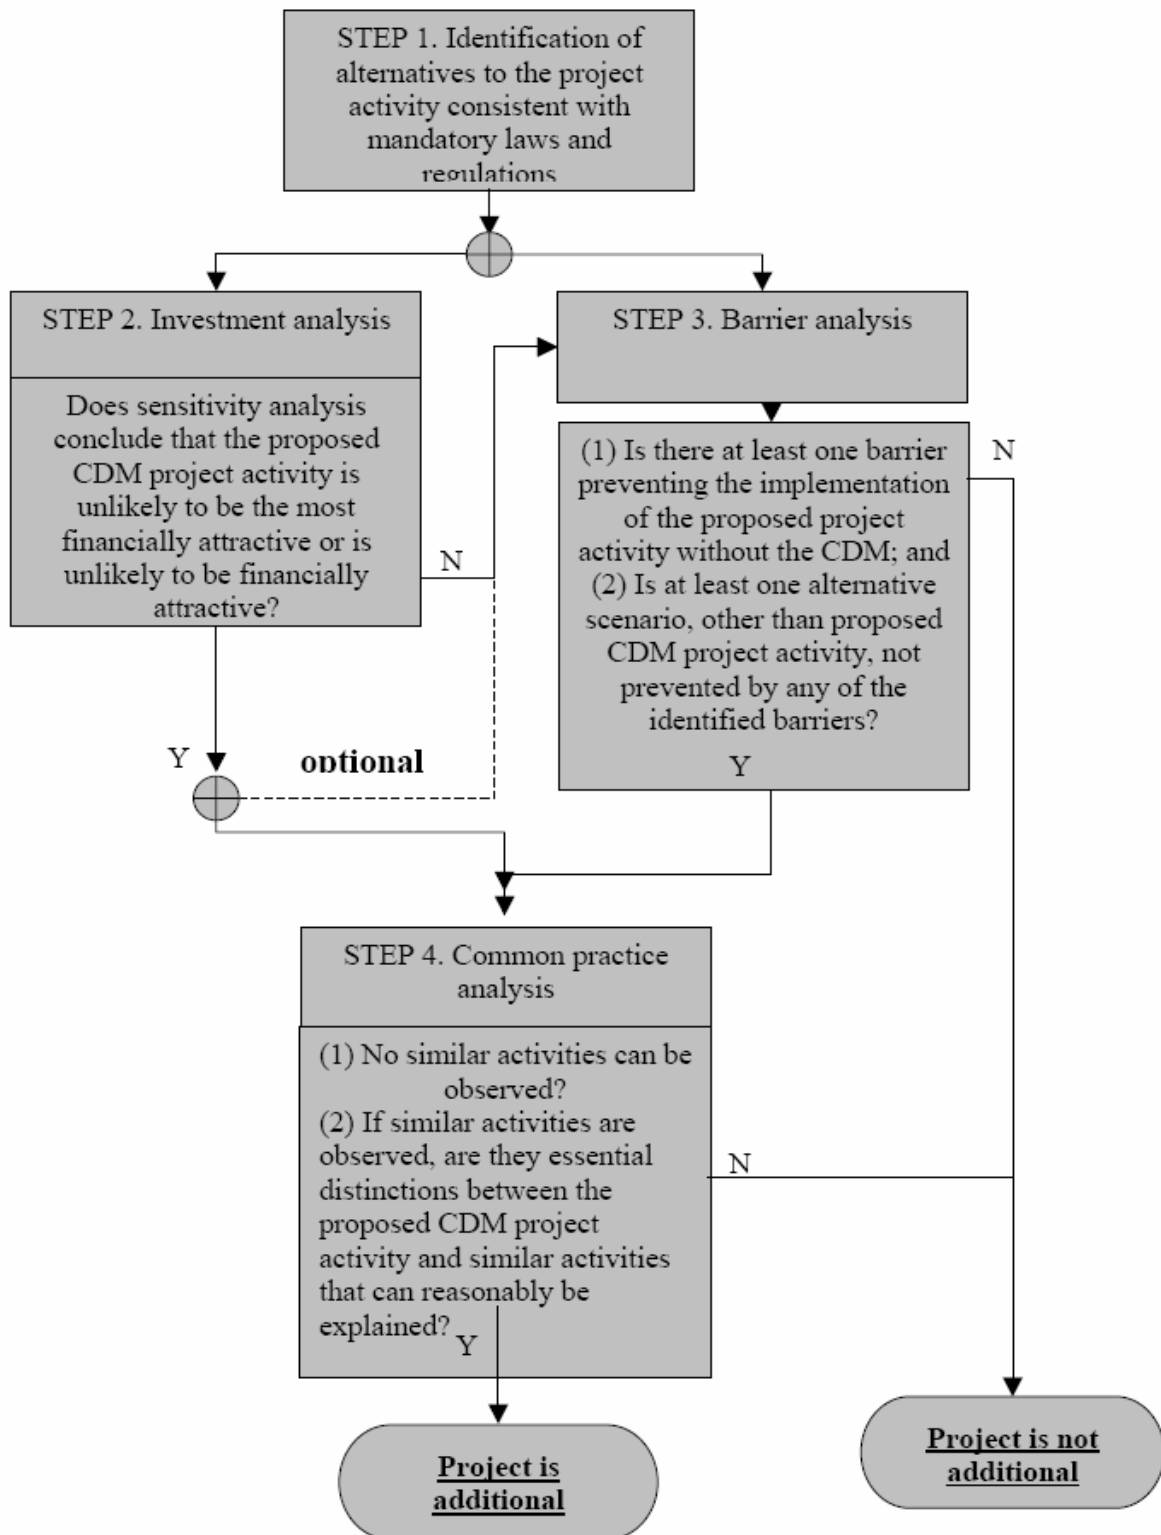 STEP 1. Identification of
alternatives to the project
activity consistent with
mandatory laws and
regulations
STEP 2. Investment analysis
Does sensitivity analysis
conclude that the proposed
CDM project activity is
unlikely to be the most
financially attractive or is
unlikely to be financially
attractive?
N
Y
optional
STEP 3. Barrier analysis
(1) Is there at least one barrier
preventing the implementation
of the proposed project
activity without the CDM; and
(2) Is at least one alternative
scenario, other than proposed
CDM project activity, not
prevented by any of the
identified barriers?
N
Y
STEP 4. Common practice
analysis
(1) No similar activities can be
observed?
(2) If similar activities are
observed, are they essential
distinctions between the
proposed CDM project
activity and similar activities
that can reasonably be
explained?
N
Y
Project is
additional
Project is not
additional